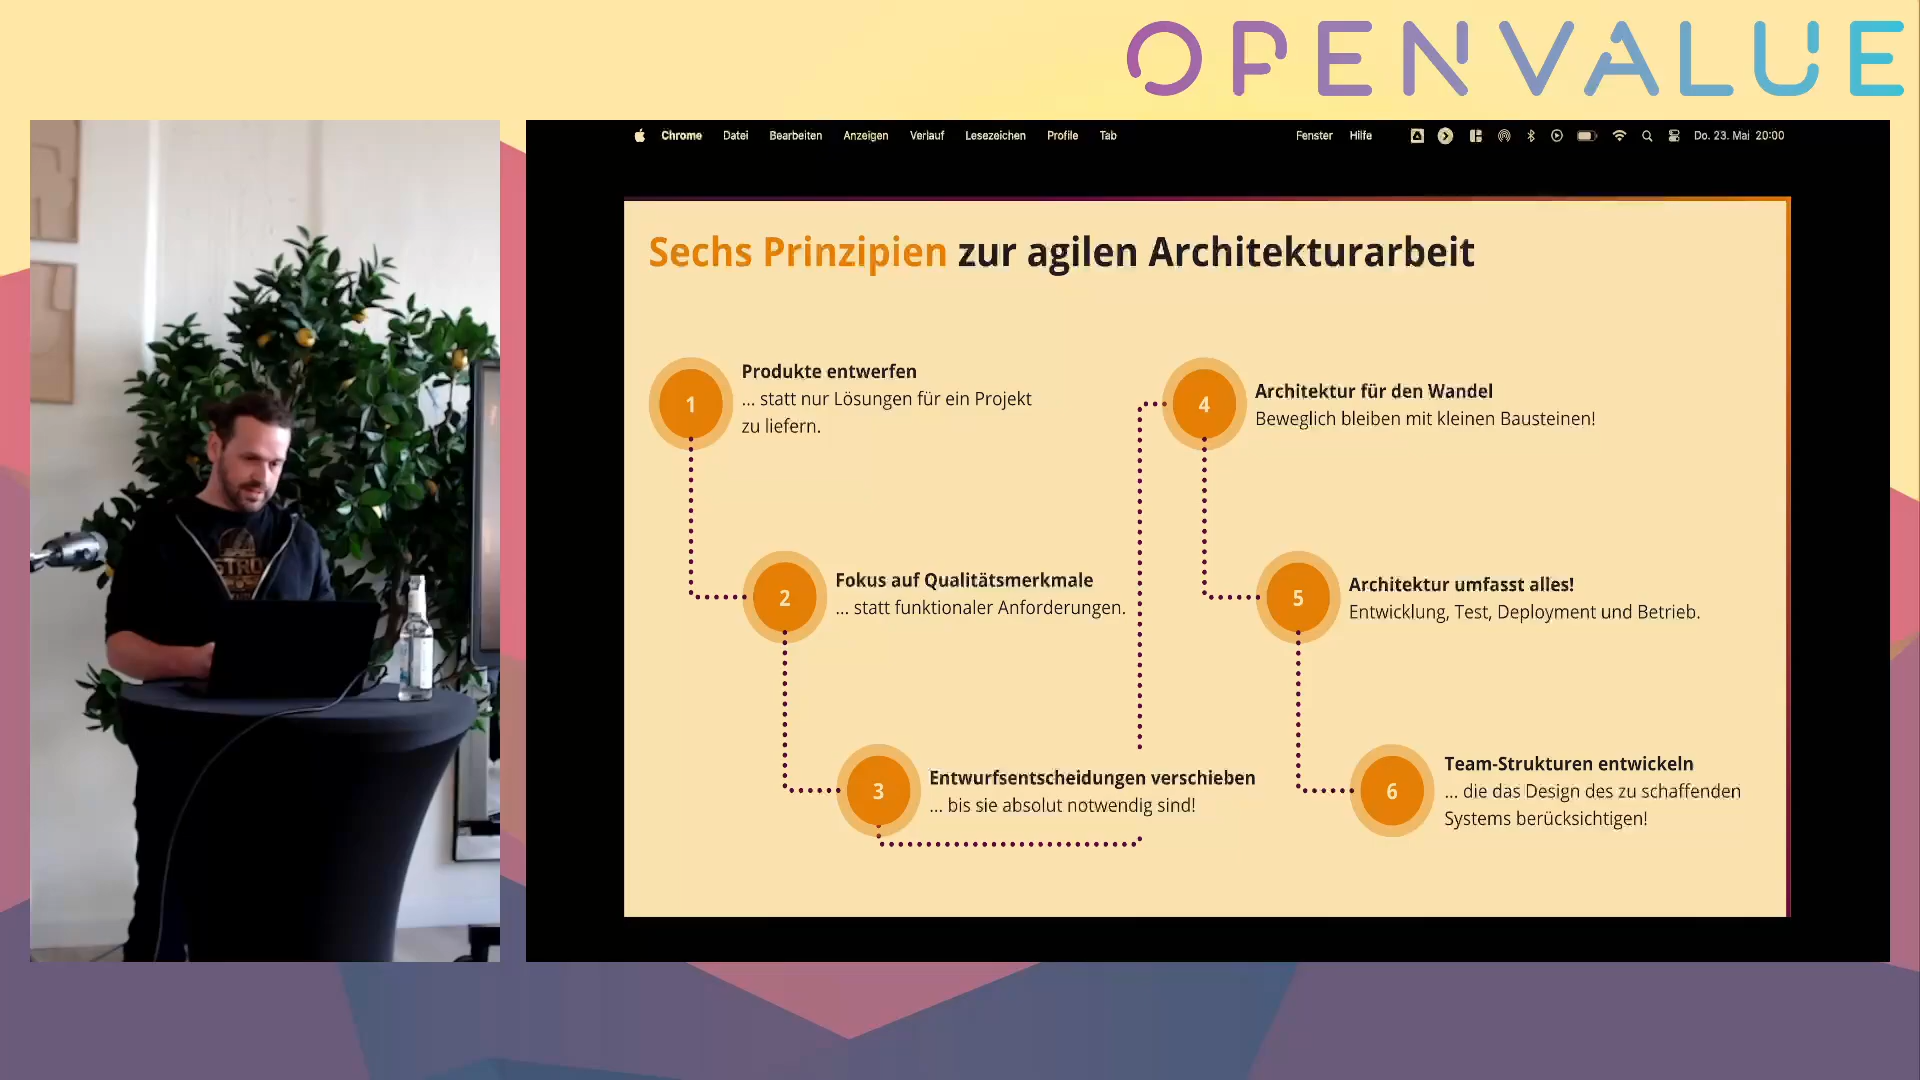 OPENVALUE
Chrome Datei Bearbeiten Anzeigen Verlauf Lesezeichen Profile Tab Fenster Hilfe Do. 23. Mai 20:00
Sechs Prinzipien zur agilen Architekturarbeit
1
Produkte entwerfen
... statt nur Lösungen für ein Projekt
zu liefern.
2
Fokus auf Qualitätsmerkmale
... statt funktionaler Anforderungen.
3
Entwurfsentscheidungen verschieben
... bis sie absolut notwendig sind!
4
Architektur für den Wandel
Beweglich bleiben mit kleinen Bausteinen!
5
Architektur umfasst alles!
Entwicklung, Test, Deployment und Betrieb.
6
Team-Strukturen entwickeln
... die das Design des zu schaffenden
Systems berücksichtigen!